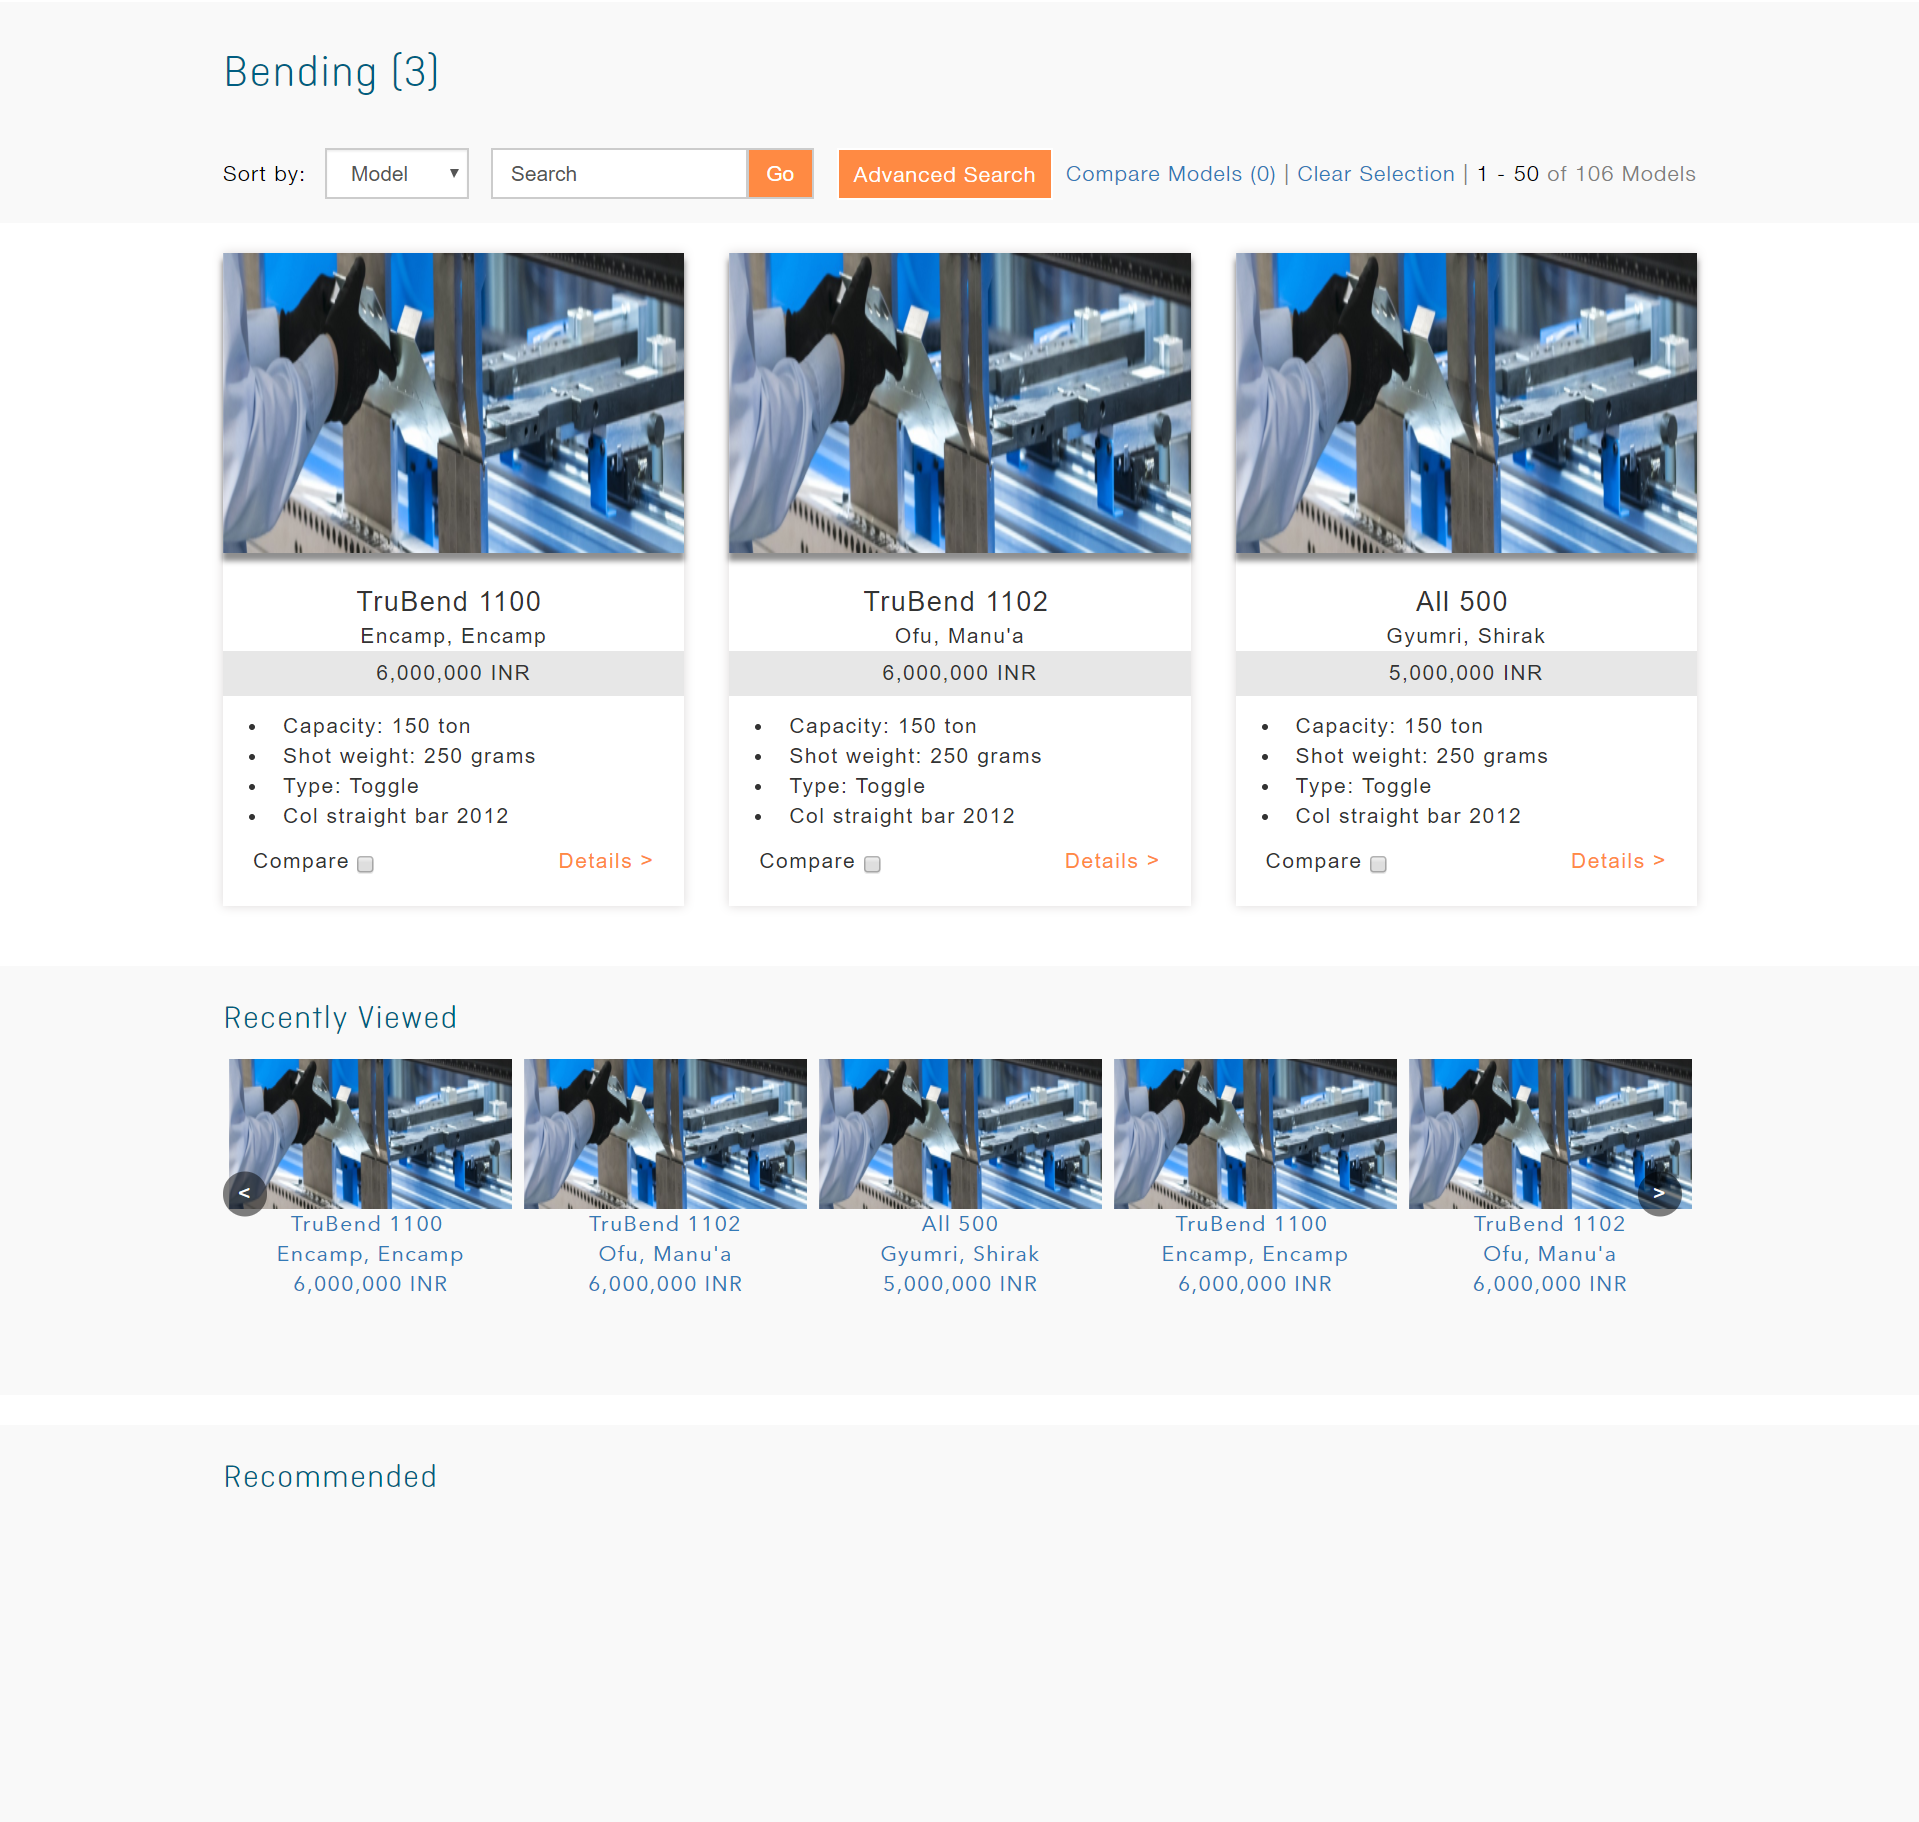 Bending (3)
Sort by: Model Search Go Advanced Search Compare Models (0) | Clear Selection | 1 - 50 of 106 Models
TruBend 1100
Encamp, Encamp
6,000,000 INR
• Capacity: 150 ton
• Shot weight: 250 grams
• Type: Toggle
• Col straight bar 2012
Compare Details >
TruBend 1102
Ofu, Manu'a
6,000,000 INR
• Capacity: 150 ton
• Shot weight: 250 grams
• Type: Toggle
• Col straight bar 2012
Compare Details >
All 500
Gyumri, Shirak
5,000,000 INR
• Capacity: 150 ton
• Shot weight: 250 grams
• Type: Toggle
• Col straight bar 2012
Compare Details >
Recently Viewed
<
TruBend 1100
Encamp, Encamp
6,000,000 INR
TruBend 1102
Ofu, Manu'a
6,000,000 INR
All 500
Gyumri, Shirak
5,000,000 INR
TruBend 1100
Encamp, Encamp
6,000,000 INR
TruBend 1102
Ofu, Manu'a
6,000,000 INR
>
Recommended